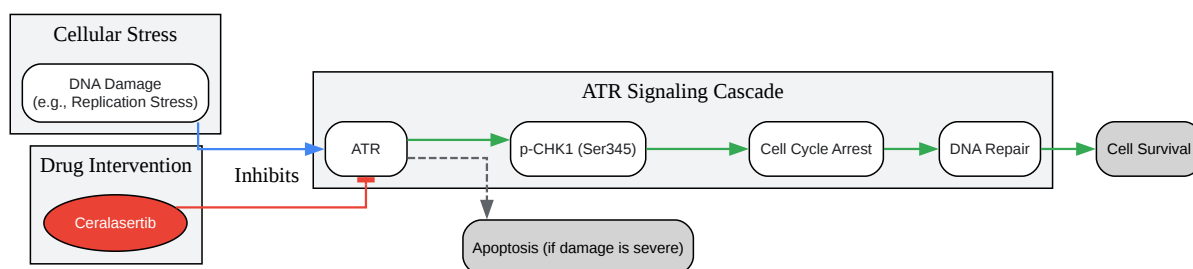 Cellular Stress
DNA Damage
(e.g., Replication Stress)
Drug Intervention
Ceralasertib
Inhibits
ATR Signaling Cascade
ATR
p-CHK1 (Ser345)
Cell Cycle Arrest
DNA Repair
Cell Survival
Apoptosis (if damage is severe)